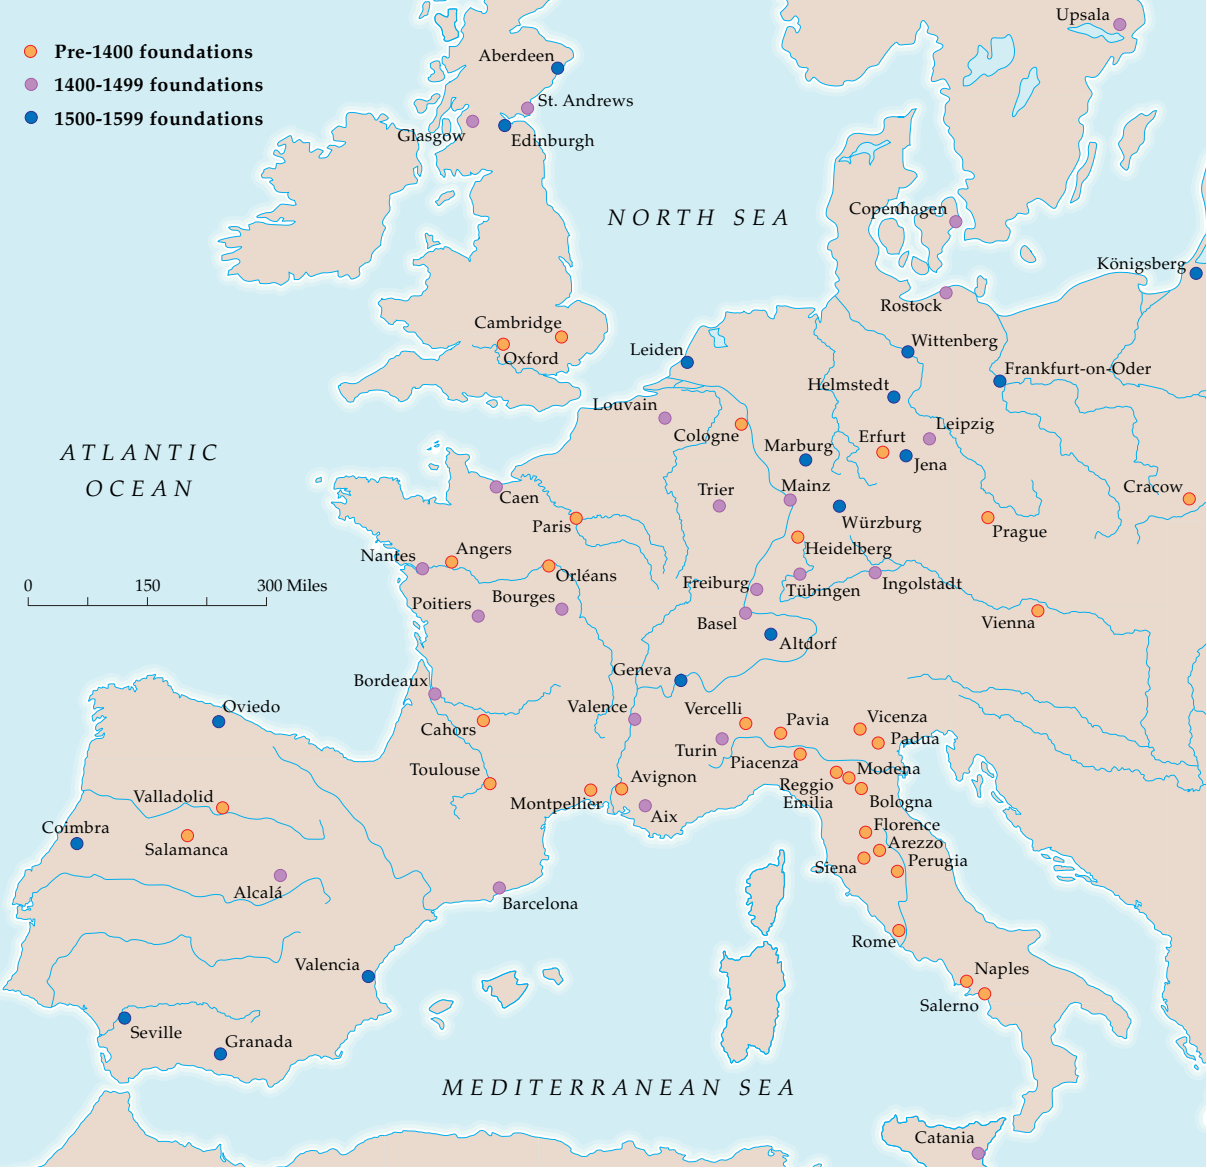 Pre-1400 foundations
1400-1499 foundations
1500-1599 foundations
Upsala
Aberdeen
St. Andrews
Glasgow
Edinburgh
Copenhagen
NORTH SEA
Königsberg
Rostock
Cambridge
Oxford
Leiden
Wittenberg
Frankfurt-on-Oder
Helmstedt
Louvain
Cologne
Leipzig
Erfurt
Marburg
Jena
ATLANTIC
OCEAN
Caen
Trier
Mainz
Cracow
Paris
Würzburg
Prague
Nantes
Angers
Heidelberg
Orléans
0 150 300 Miles
Freiburg
Tübingen
Ingolstadt
Poitiers
Bourges
Basel
Vienna
Altdorf
Geneva
Bordeaux
Oviedo
Valence
Vercelli
Pavia
Vicenza
Cahors
Padua
Turin
Piacenza
Toulouse
Avignon
Modena
Reggio
Emilia
Valladolid
Montpellier
Bologna
Aix
Coimbra
Florence
Salamanca
Arezzo
Siena
Perugia
Alcalá
Barcelona
Rome
Valencia
Naples
Salerno
Seville
Granada
MEDITERRANEAN SEA
Catania